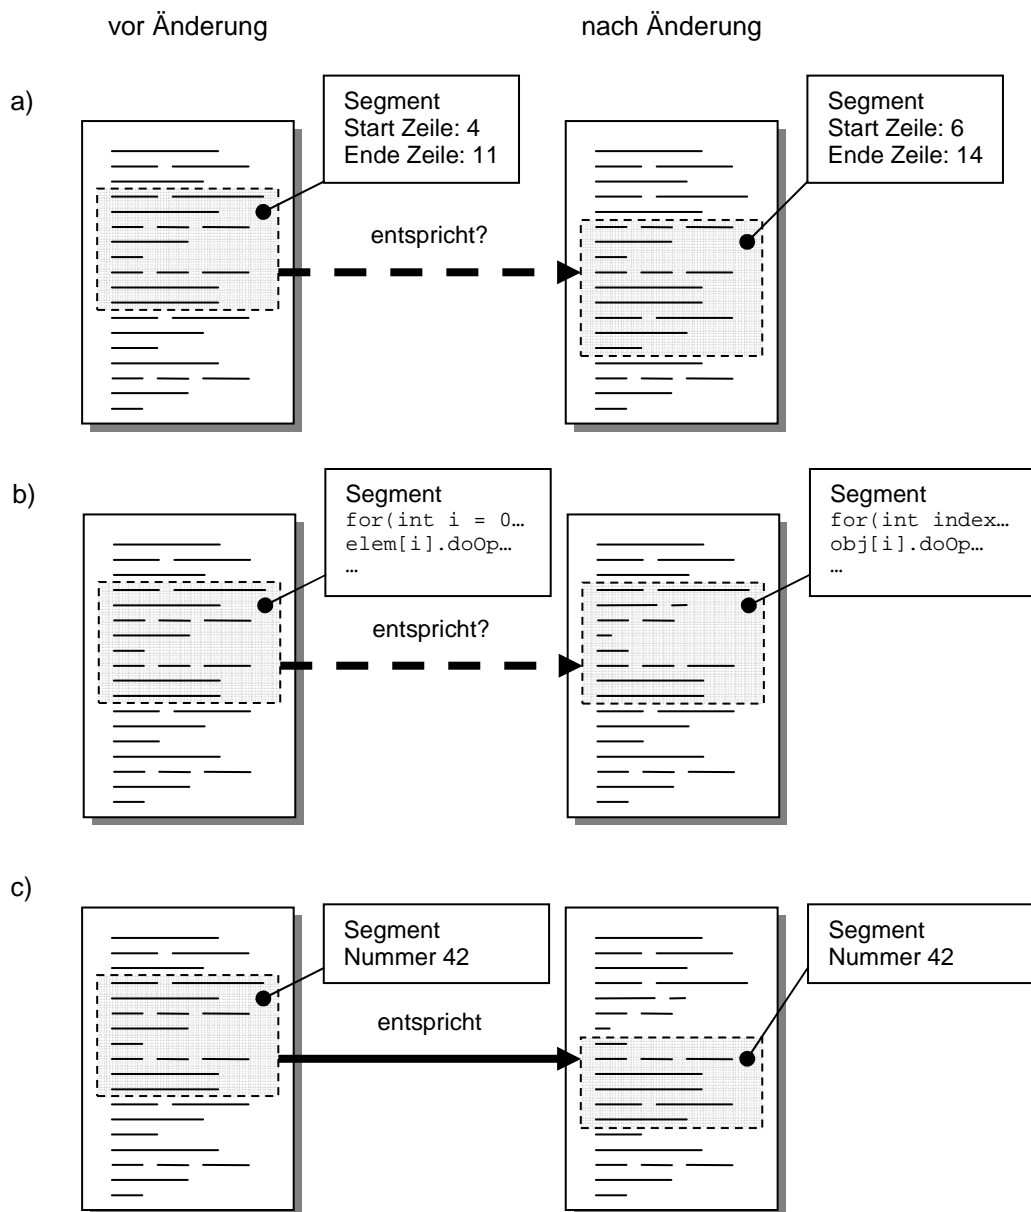 vor Änderung
nach Änderung
a)
Segment
Start Zeile: 4
Ende Zeile: 11
Segment
Start Zeile: 6
Ende Zeile: 14
entspricht?
b)
Segment
for(int i = 0…
elem[i].doOp…
…
Segment
for(int index…
obj[i].doOp…
…
entspricht?
c)
Segment
Nummer 42
Segment
Nummer 42
entspricht